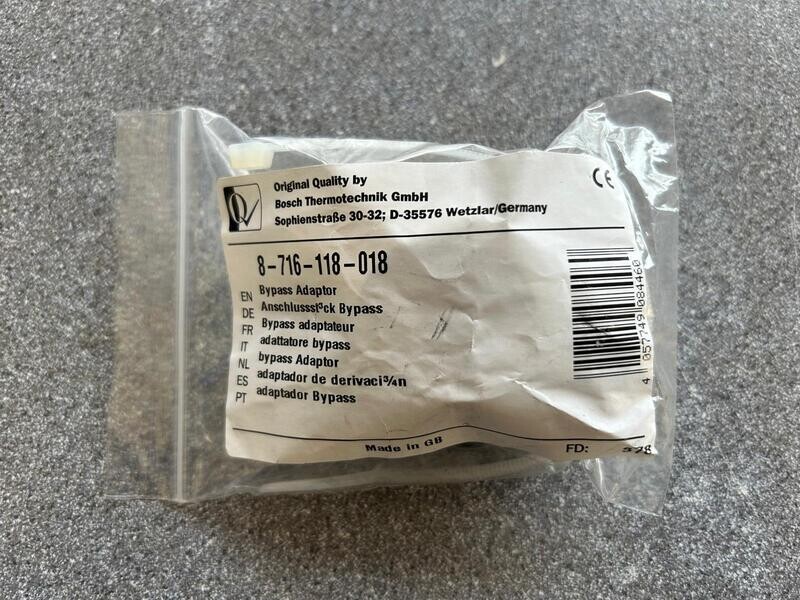 QV
Original Quality by
Bosch Thermotechnik GmbH
Sophienstraße 30-32; D-35576 Wetzlar/Germany
CE
8-716-118-018
EN Bypass Adaptor
DE Anschlussst³ck Bypass
FR Bypass adaptateur
IT adattatore bypass
NL bypass Adaptor
ES adaptador de derivaci¾n
PT adaptador Bypass
4 057749 084460
Made in GB
FD: 598